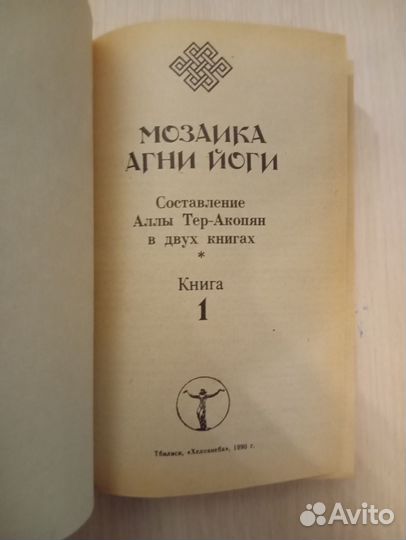 МОЗАИКА
АГНИ ЙОГИ
Составление
Аллы Тер-Акопян
в двух книгах
*
Книга
1
Тбилиси, «Хеловнеба», 1990 г.
Avito